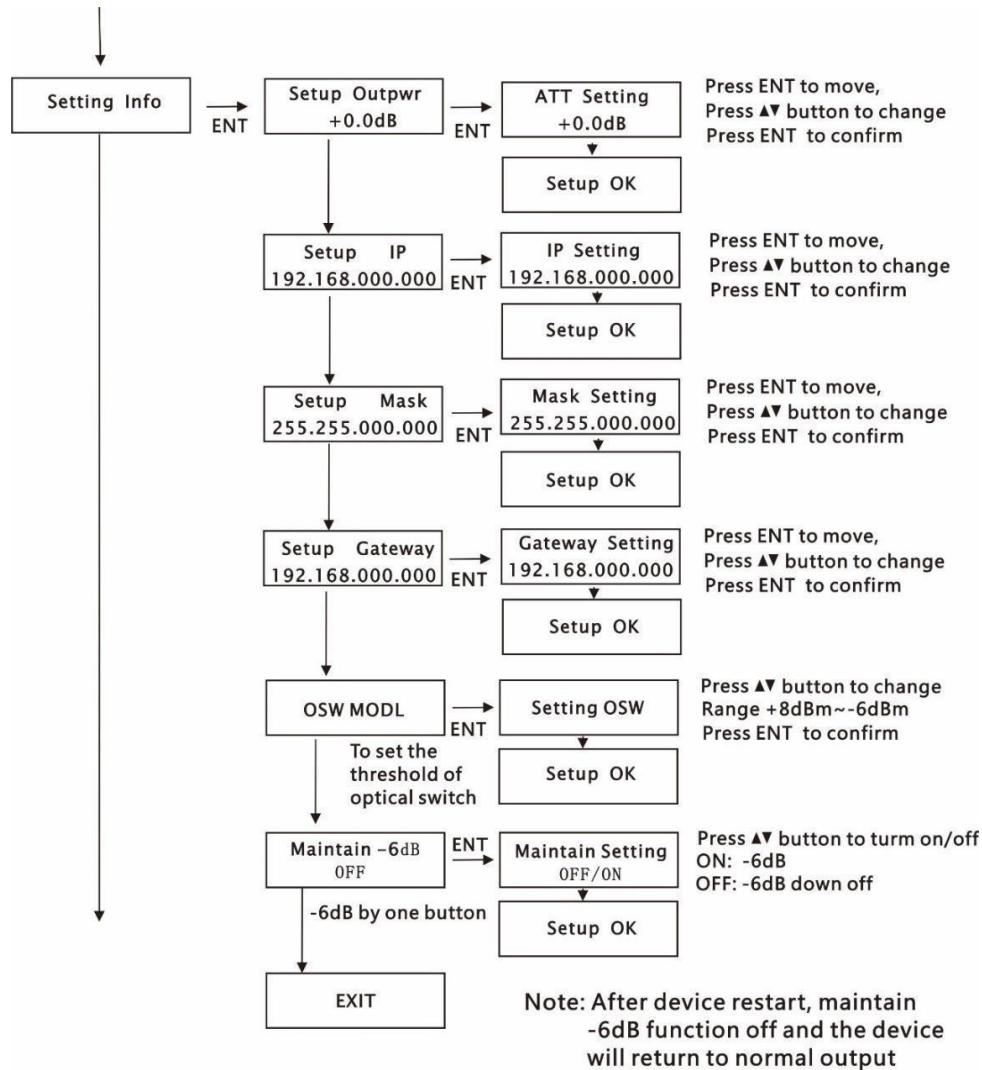 Setting Info
ENT
Setup Outpwr
+0.0dB
ENT
ATT Setting
+0.0dB
Press ENT to move,
Press ▲▼ button to change
Press ENT to confirm
Setup OK
Setup IP
192.168.000.000
ENT
IP Setting
192.168.000.000
Press ENT to move,
Press ▲▼ button to change
Press ENT to confirm
Setup OK
Setup Mask
255.255.000.000
ENT
Mask Setting
255.255.000.000
Press ENT to move,
Press ▲▼ button to change
Press ENT to confirm
Setup OK
Setup Gateway
192.168.000.000
ENT
Gateway Setting
192.168.000.000
Press ENT to move,
Press ▲▼ button to change
Press ENT to confirm
Setup OK
OSW MODL
ENT
Setting OSW
Press ▲▼ button to change
Range +8dBm~-6dBm
Press ENT to confirm
To set the
threshold of
optical switch
Setup OK
Maintain -6dB
OFF
ENT
Maintain Setting
OFF/ON
Press ▲▼ button to turm on/off
ON: -6dB
OFF: -6dB down off
-6dB by one button
Setup OK
EXIT
Note: After device restart, maintain
-6dB function off and the device
will return to normal output